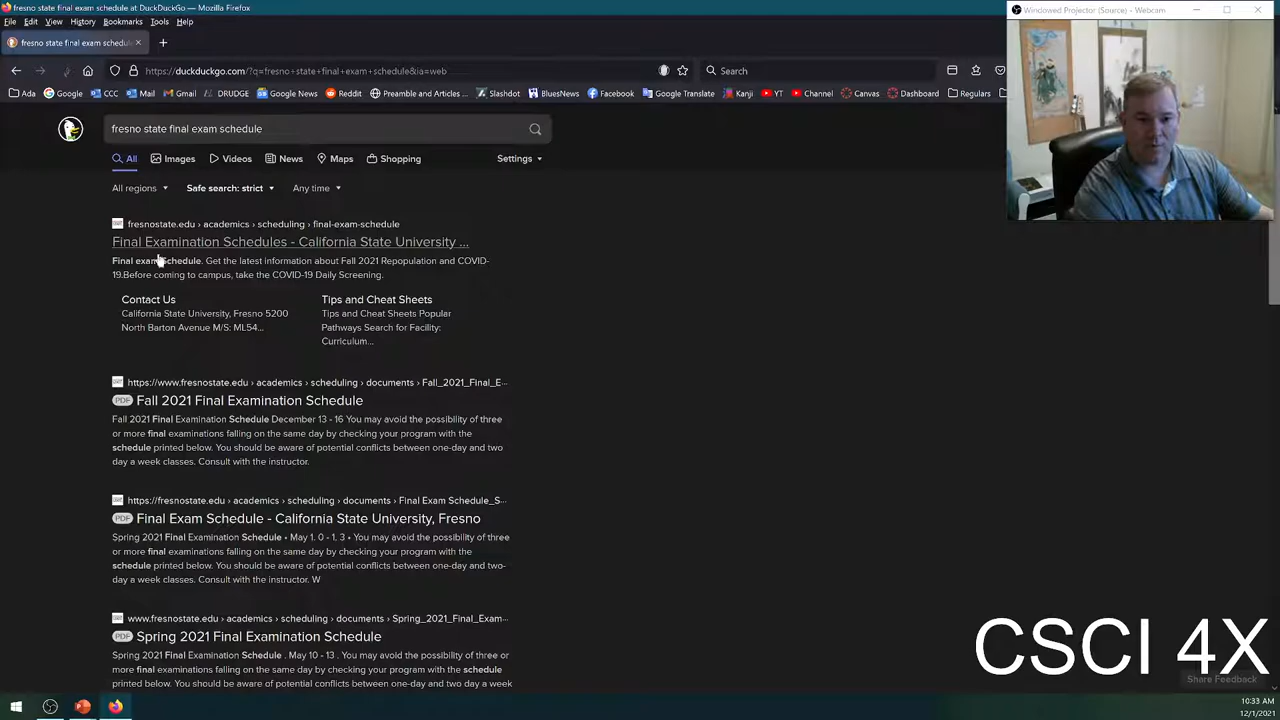 fresno state final exam schedule at DuckDuckGo — Mozilla Firefox
File Edit View History Bookmarks Tools Help
fresno state final exam schedul
https://duckduckgo.com/?q=fresno+state+final+exam+schedule&ia=web
Search
Ada Google CCC Mail Gmail DRUDGE Google News Reddit Preamble and Articles ... Slashdot BluesNews Facebook Google Translate Kanji YT Channel Canvas Dashboard Regulars
Windowed Projector (Source) - Webcam
fresno state final exam schedule
All Images Videos News Maps Shopping Settings
All regions Safe search: strict Any time
fresnostate.edu › academics › scheduling › final-exam-schedule
Final Examination Schedules - California State University ...
Final exam schedule. Get the latest information about Fall 2021 Repopulation and COVID-
19.Before coming to campus, take the COVID-19 Daily Screening.
Contact Us
California State University, Fresno 5200
North Barton Avenue M/S: ML54...
Tips and Cheat Sheets
Tips and Cheat Sheets Popular
Pathways Search for Facility:
Curriculum...
https://www.fresnostate.edu › academics › scheduling › documents › Fall_2021_Final_E...
PDF Fall 2021 Final Examination Schedule
Fall 2021 Final Examination Schedule December 13 - 16 You may avoid the possibility of three
or more final examinations falling on the same day by checking your program with the
schedule printed below. You should be aware of potential conflicts between one-day and two
day a week classes. Consult with the instructor.
https://fresnostate.edu › academics › scheduling › documents › Final Exam Schedule_S...
PDF Final Exam Schedule - California State University, Fresno
Spring 2021 Final Examination Schedule • May 1. 0 - 1. 3 • You may avoid the possibility of three
or more final examinations falling on the same day by checking your program with the
schedule printed below. You should be aware of potential conflicts between one-day and two-
day a week classes. Consult with the instructor. W
www.fresnostate.edu › academics › scheduling › documents › Spring_2021_Final_Exam...
PDF Spring 2021 Final Examination Schedule
Spring 2021 Final Examination Schedule . May 10 - 13 . You may avoid the possibility of three
or more final examinations falling on the same day by checking your program with the
schedule printed below. You should be aware of potential conflicts between one-day and two
day a week
CSCI 4X
Share Feedback
10:33 AM
12/1/2021